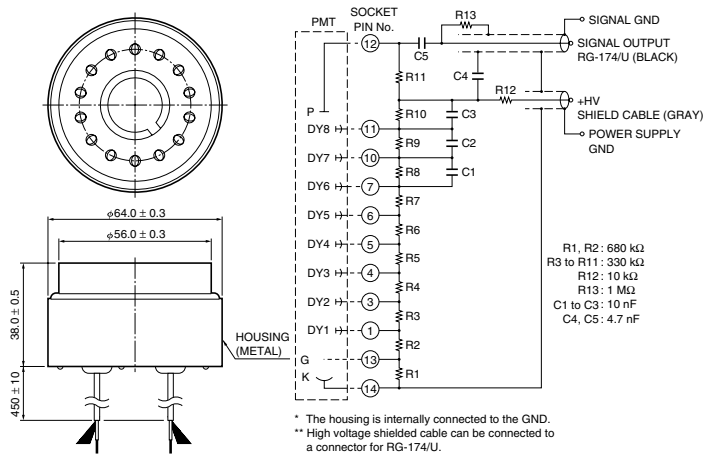 SOCKET
PIN No.
PMT
R13
SIGNAL GND
12
C5
SIGNAL OUTPUT
RG-174/U (BLACK)
R11
C4
R12
+HV
SHIELD CABLE (GRAY)
POWER SUPPLY
GND
P
R10
C3
DY8
11
R9
C2
DY7
10
R8
C1
DY6
7
R7
DY5
6
R6
DY4
5
R5
DY3
4
R4
DY2
3
R3
DY1
1
R2
G
13
K
R1
14
R1, R2 : 680 kΩ
R3 to R11 : 330 kΩ
R12 : 10 kΩ
R13 : 1 MΩ
C1 to C3 : 10 nF
C4, C5 : 4.7 nF
φ64.0 ± 0.3
φ56.0 ± 0.3
38.0 ± 0.5
450 ± 10
HOUSING
(METAL)
* The housing is internally connected to the GND.
** High voltage shielded cable can be connected to
a connector for RG-174/U.